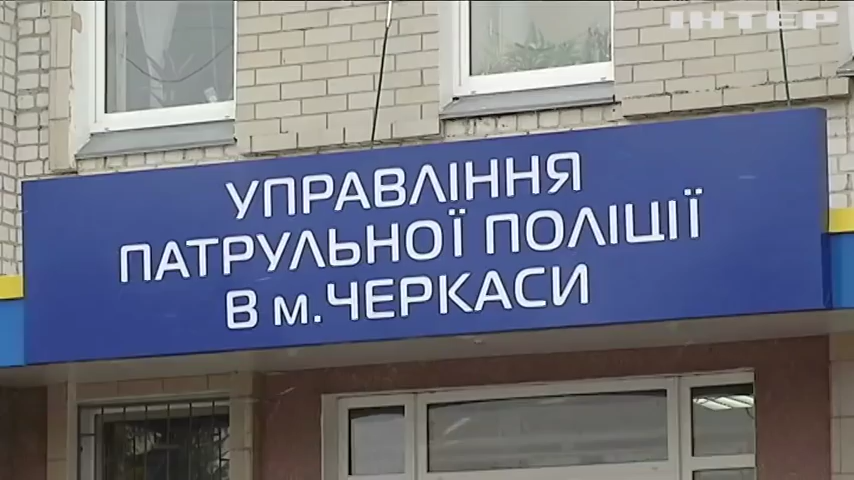 ІНТЕР
УПРАВЛІННЯ
ПАТРУЛЬНОЇ ПОЛІЦІЇ
В м. ЧЕРКАСИ